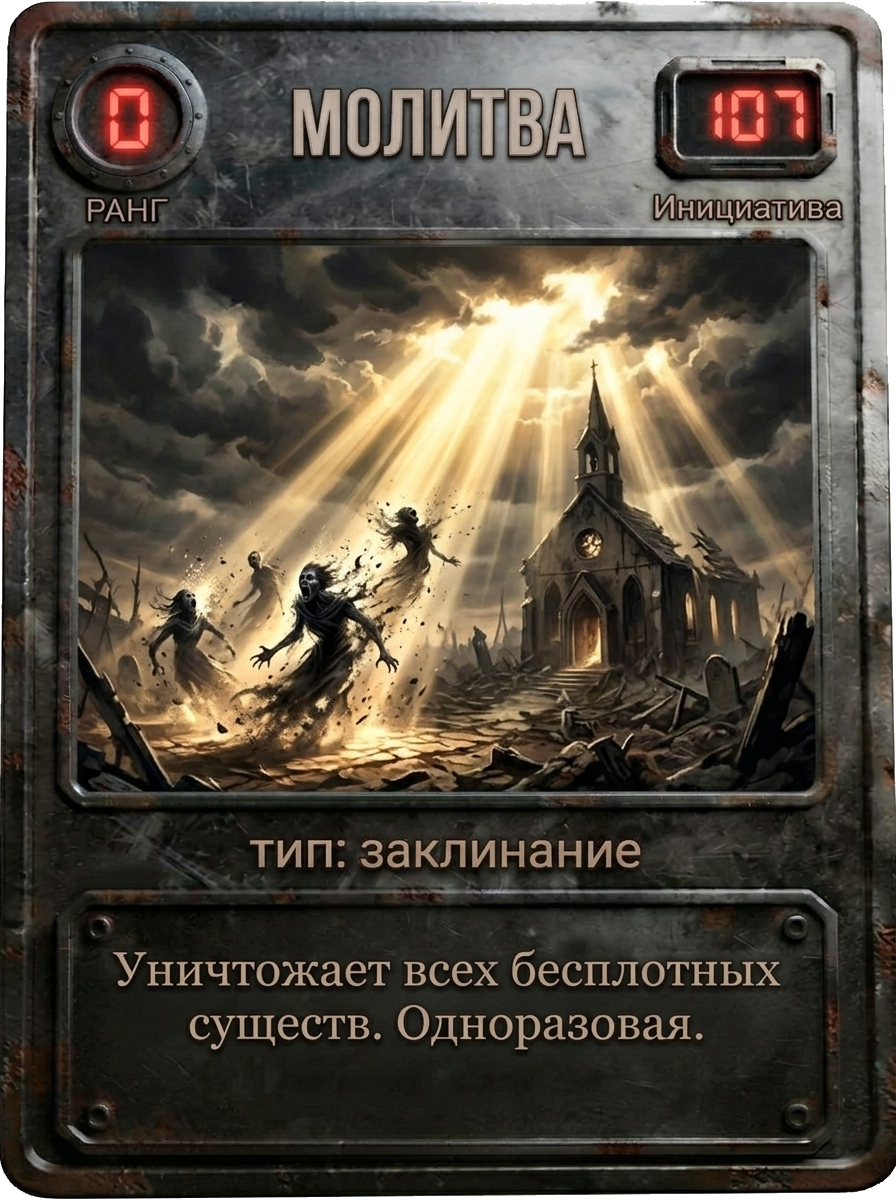 0
МОЛИТВА
107
РАНГ
Инициатива
тип: заклинание
Уничтожает всех бесплотных
существ. Одноразовая.